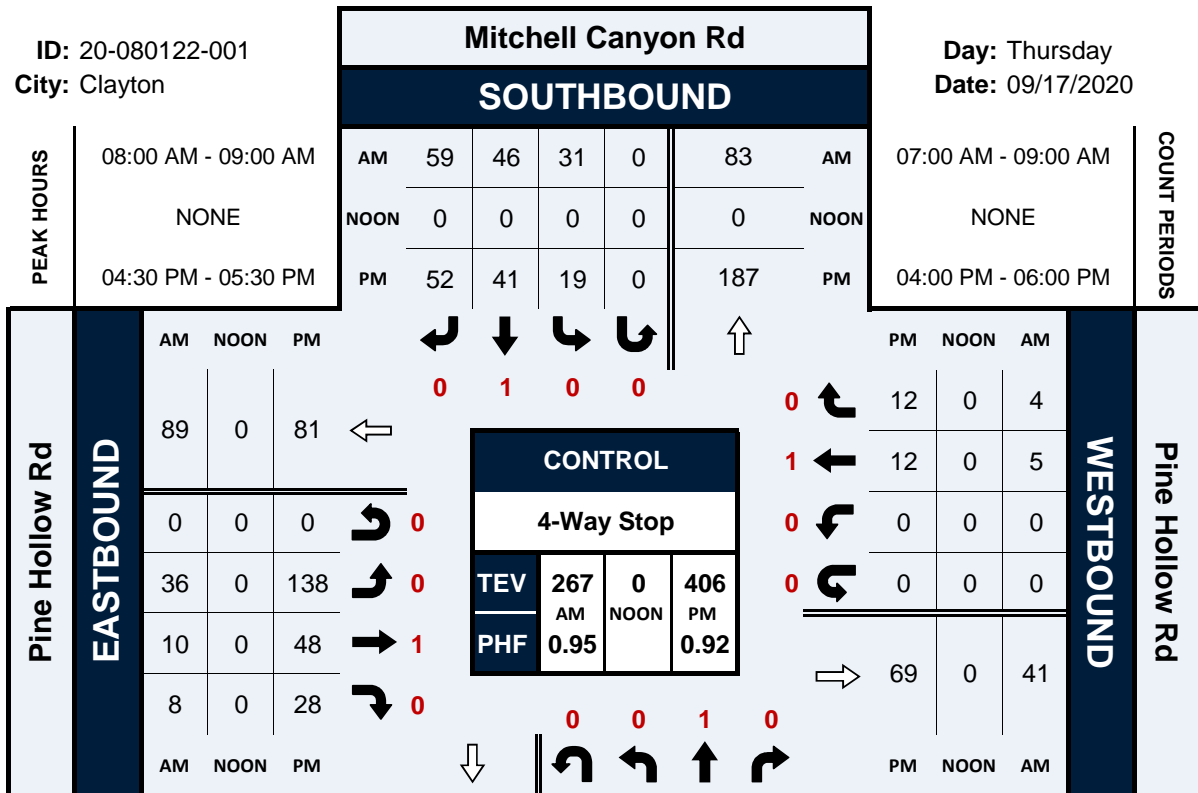 ID: 20-080122-001
City: Clayton
Mitchell Canyon Rd
SOUTHBOUND
Day: Thursday
Date: 09/17/2020
PEAK HOURS
08:00 AM - 09:00 AM
NONE
04:30 PM - 05:30 PM
AM 59 46 31 0 83 AM
NOON 0 0 0 0 0 NOON
PM 52 41 19 0 187 PM
07:00 AM - 09:00 AM
NONE
04:00 PM - 06:00 PM
COUNT PERIODS
0 1 0 0
Pine Hollow Rd
EASTBOUND
AM NOON PM
89 0 81
0 0 0 0
36 0 138 0
10 0 48 1
8 0 28 0
AM NOON PM
CONTROL
4-Way Stop
TEV 267 0 406
AM NOON PM
PHF 0.95 0.92
PM NOON AM
0 12 0 4
1 12 0 5
0 0 0 0
0 0 0 0
69 0 41
PM NOON AM
WESTBOUND
Pine Hollow Rd
0 0 1 0